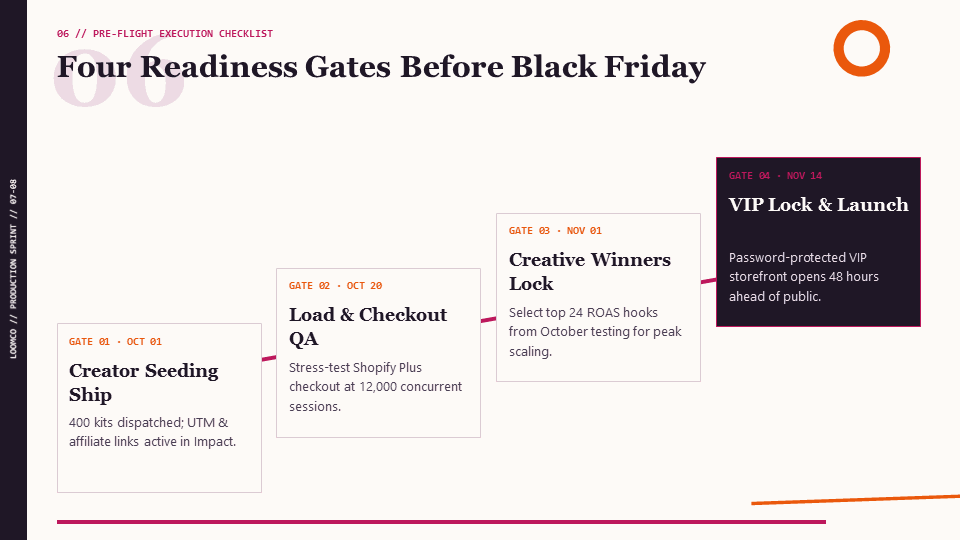 06 // PRE-FLIGHT EXECUTION CHECKLIST
06
Four Readiness Gates Before Black Friday
LOOMCO // PRODUCTION SPRINT // 07-08
GATE 01 · OCT 01
Creator Seeding
Ship
400 kits dispatched; UTM &
affiliate links active in Impact.
GATE 02 · OCT 20
Load & Checkout
QA
Stress-test Shopify Plus
checkout at 12,000 concurrent
sessions.
GATE 03 · NOV 01
Creative Winners
Lock
Select top 24 ROAS hooks
from October testing for peak
scaling.
GATE 04 · NOV 14
VIP Lock & Launch
Password-protected VIP
storefront opens 48 hours
ahead of public.